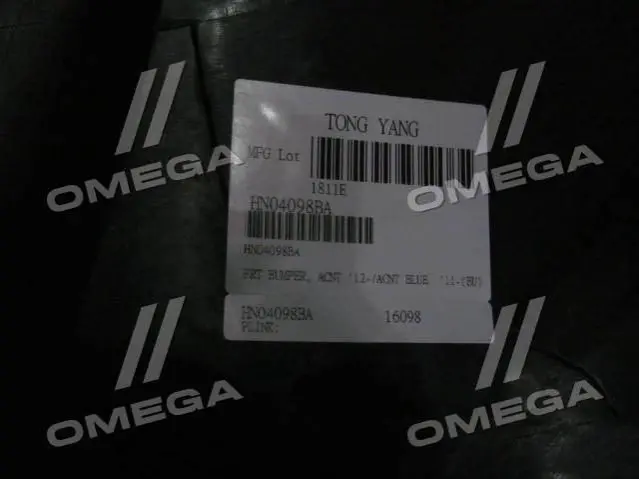 OMEGA
OMEGA
TONG YANG
MFG Lot
1811E
HN04098BA
HN04098BA
FRT BUMPER, ACNT '12-/ACNT BLUE '11-(EU)
HN04098BA 16098
PLINK:
OMEGA
OMEGA